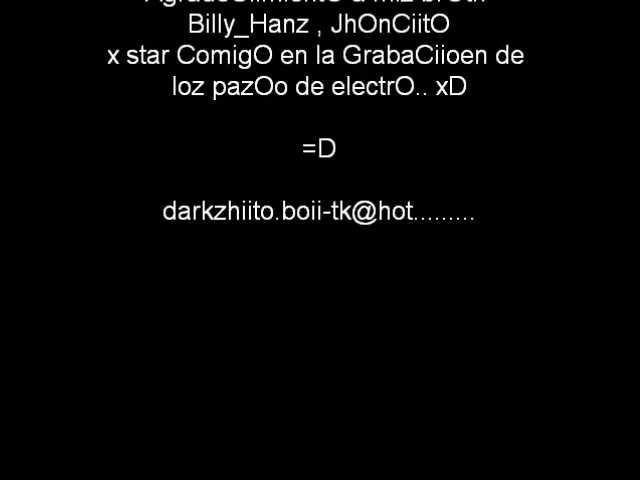 a miz brOth
Billy_Hanz , JhOnCiitO
x star ComigO en la GrabaCiioen de
loz pazOo de electrO.. xD
=D
darkzhiito.boii-tk@hot.........